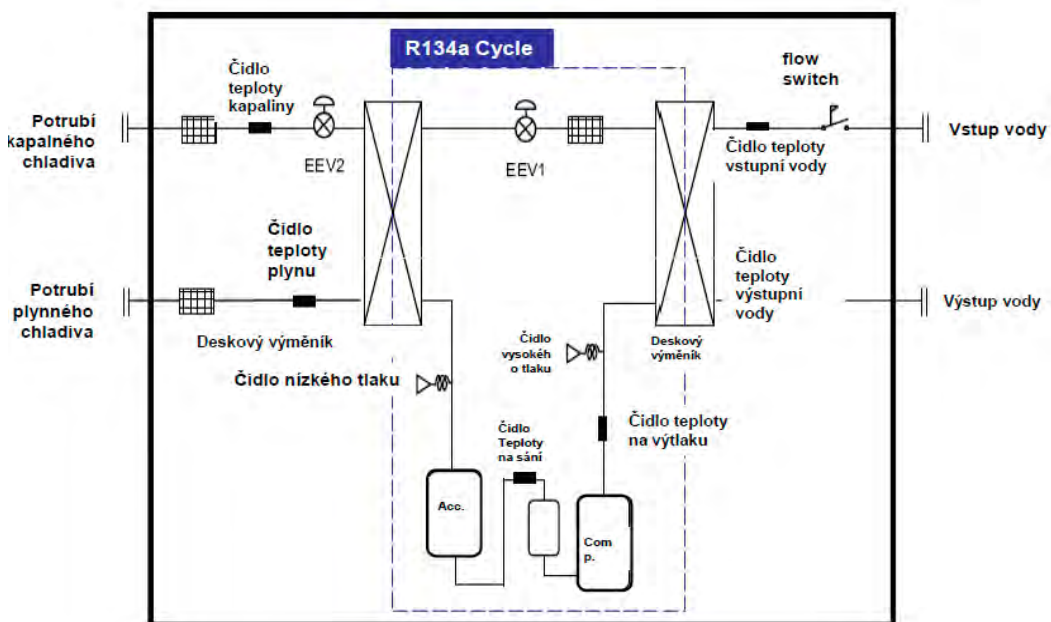 R134a Cycle
Čidlo
teploty
kapaliny
flow
switch
Potrubí
kapalného
chladiva
EEV2
EEV1
Čidlo teploty
vstupní vody
Vstup vody
Čidlo
teploty
plynu
Čidlo
teploty
výstupní
vody
Potrubí
plynného
chladiva
Výstup vody
Deskový výměník
Čidlo
vysokéh
o tlaku
Deskový
výměník
Čidlo nízkého tlaku
Čidlo
Teploty
na sání
Čidlo teploty
na výtlaku
Acc.
Com
p.